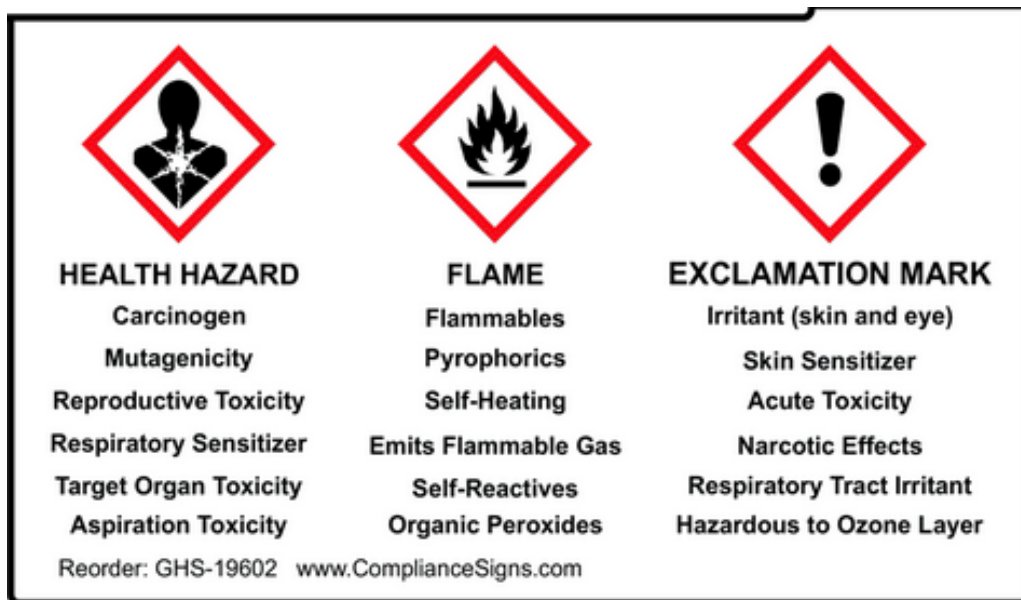 HEALTH HAZARD
Carcinogen
Mutagenicity
Reproductive Toxicity
Respiratory Sensitizer
Target Organ Toxicity
Aspiration Toxicity
FLAME
Flammables
Pyrophorics
Self-Heating
Emits Flammable Gas
Self-Reactives
Organic Peroxides
EXCLAMATION MARK
Irritant (skin and eye)
Skin Sensitizer
Acute Toxicity
Narcotic Effects
Respiratory Tract Irritant
Hazardous to Ozone Layer
Reorder: GHS-19602 www.ComplianceSigns.com